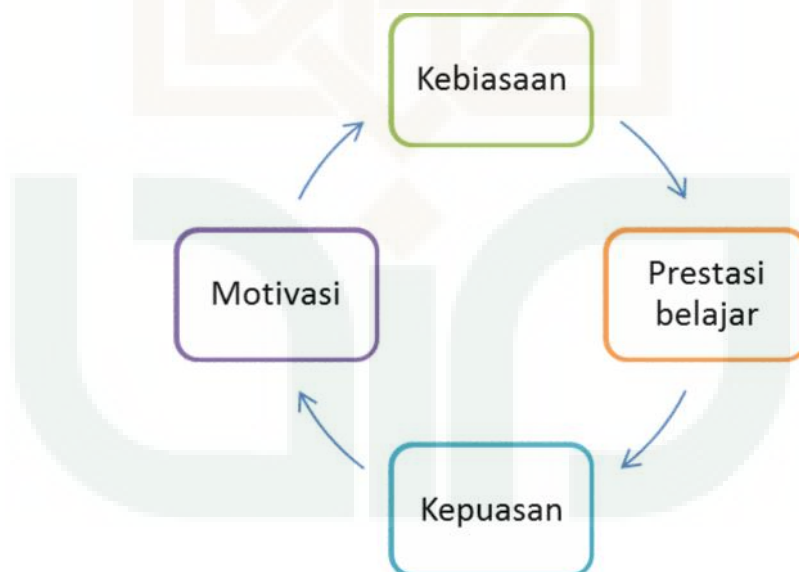 Kebiasaan
Prestasi
belajar
Kepuasan
Motivasi